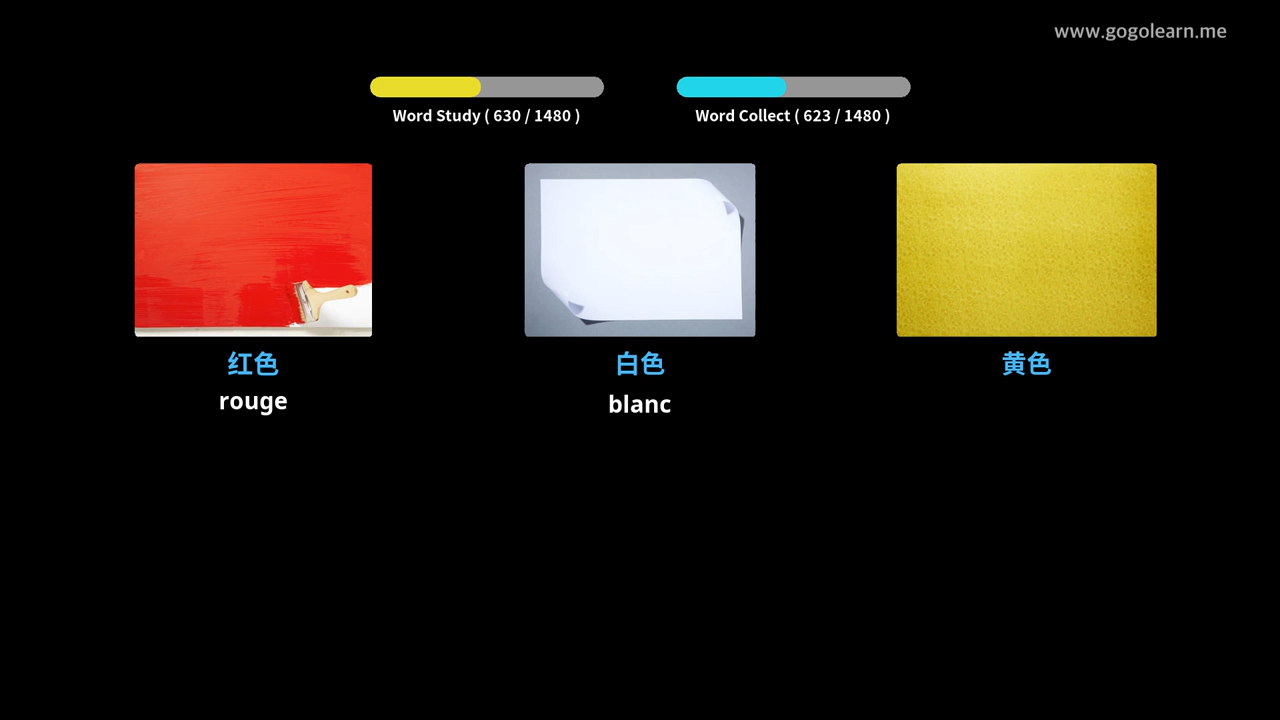 www.gogolearn.me
Word Study ( 630 / 1480 )
Word Collect ( 623 / 1480 )
红色
白色
黄色
rouge
blanc